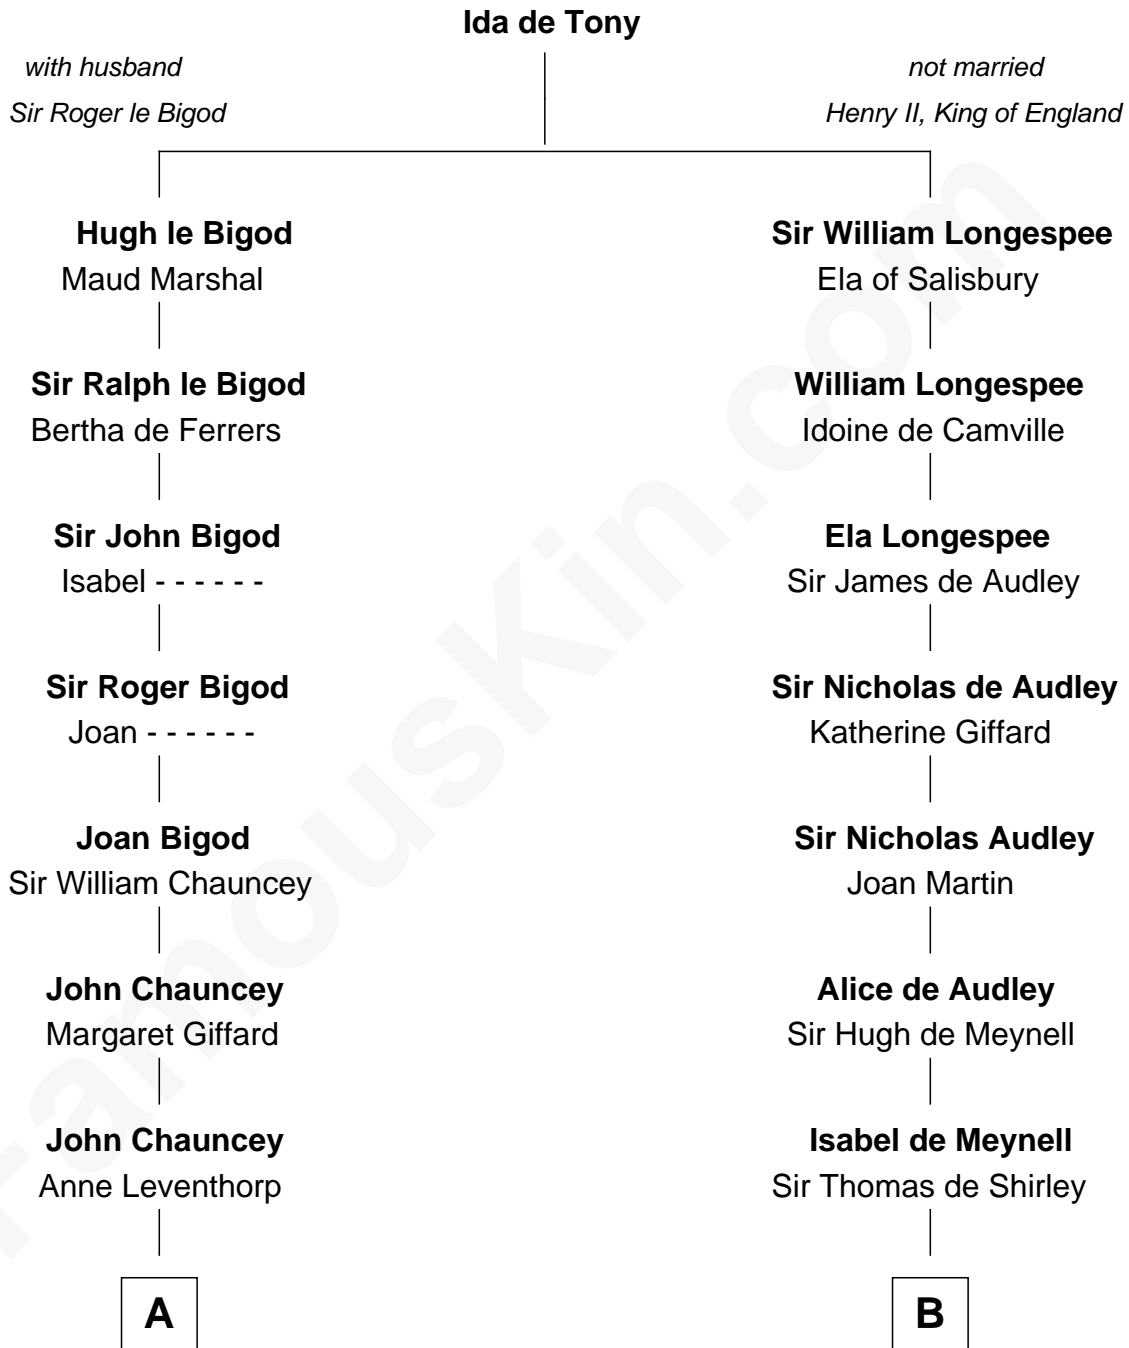 Ida de Tony
with husband
Sir Roger le Bigod
not married
Henry II, King of England
Hugh le Bigod
Maud Marshal
Sir William Longespee
Ela of Salisbury
Sir Ralph le Bigod
Bertha de Ferrers
William Longespee
Idoine de Camville
Sir John Bigod
Isabel - - - - - -
Ela Longespee
Sir James de Audley
Sir Roger Bigod
Joan - - - - - -
Sir Nicholas de Audley
Katherine Giffard
Joan Bigod
Sir William Chauncey
Sir Nicholas Audley
Joan Martin
John Chauncey
Margaret Giffard
Alice de Audley
Sir Hugh de Meynell
John Chauncey
Anne Leventhorp
Isabel de Meynell
Sir Thomas de Shirley
A
B
FamousKin.com